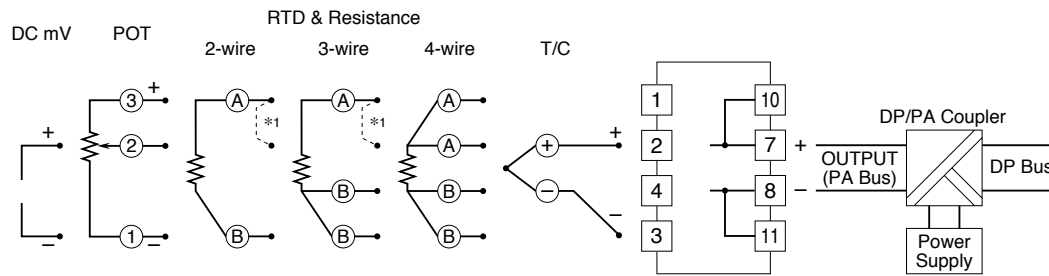 RTD & Resistance
DC mV POT 2-wire 3-wire 4-wire T/C
3 + A *1 A *1 A 1 10
DP/PA Coupler
+ 2 A + + 2 7 + OUTPUT (PA Bus) DP Bus
B B − 4 8 −
− 1 − B B B − 3 11
Power
Supply